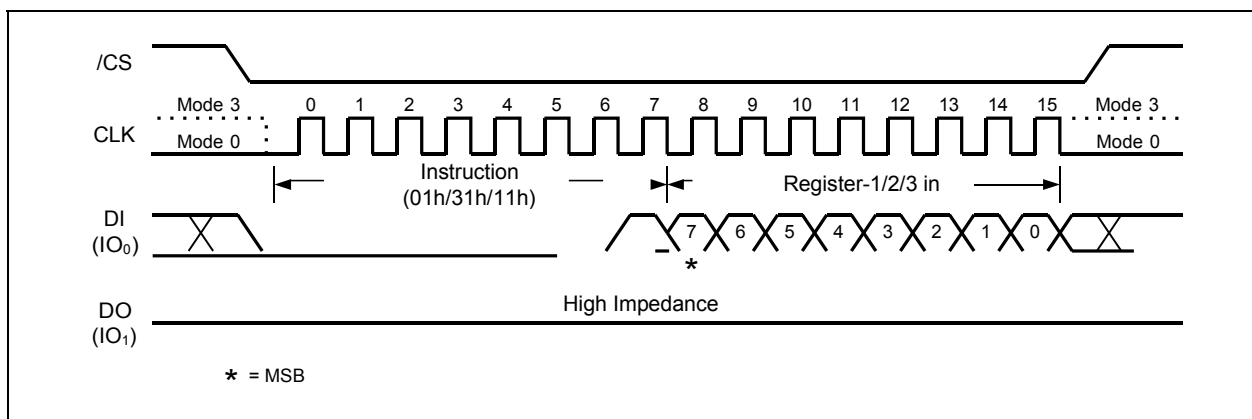 /CS
Mode 3 0 1 2 3 4 5 6 7 8 9 10 11 12 13 14 15 Mode 3
CLK
Mode 0 Mode 0
Instruction
(01h/31h/11h)
Register-1/2/3 in
DI
(IO₀)
7 6 5 4 3 2 1 0
*
High Impedance
DO
(IO₁)
* = MSB